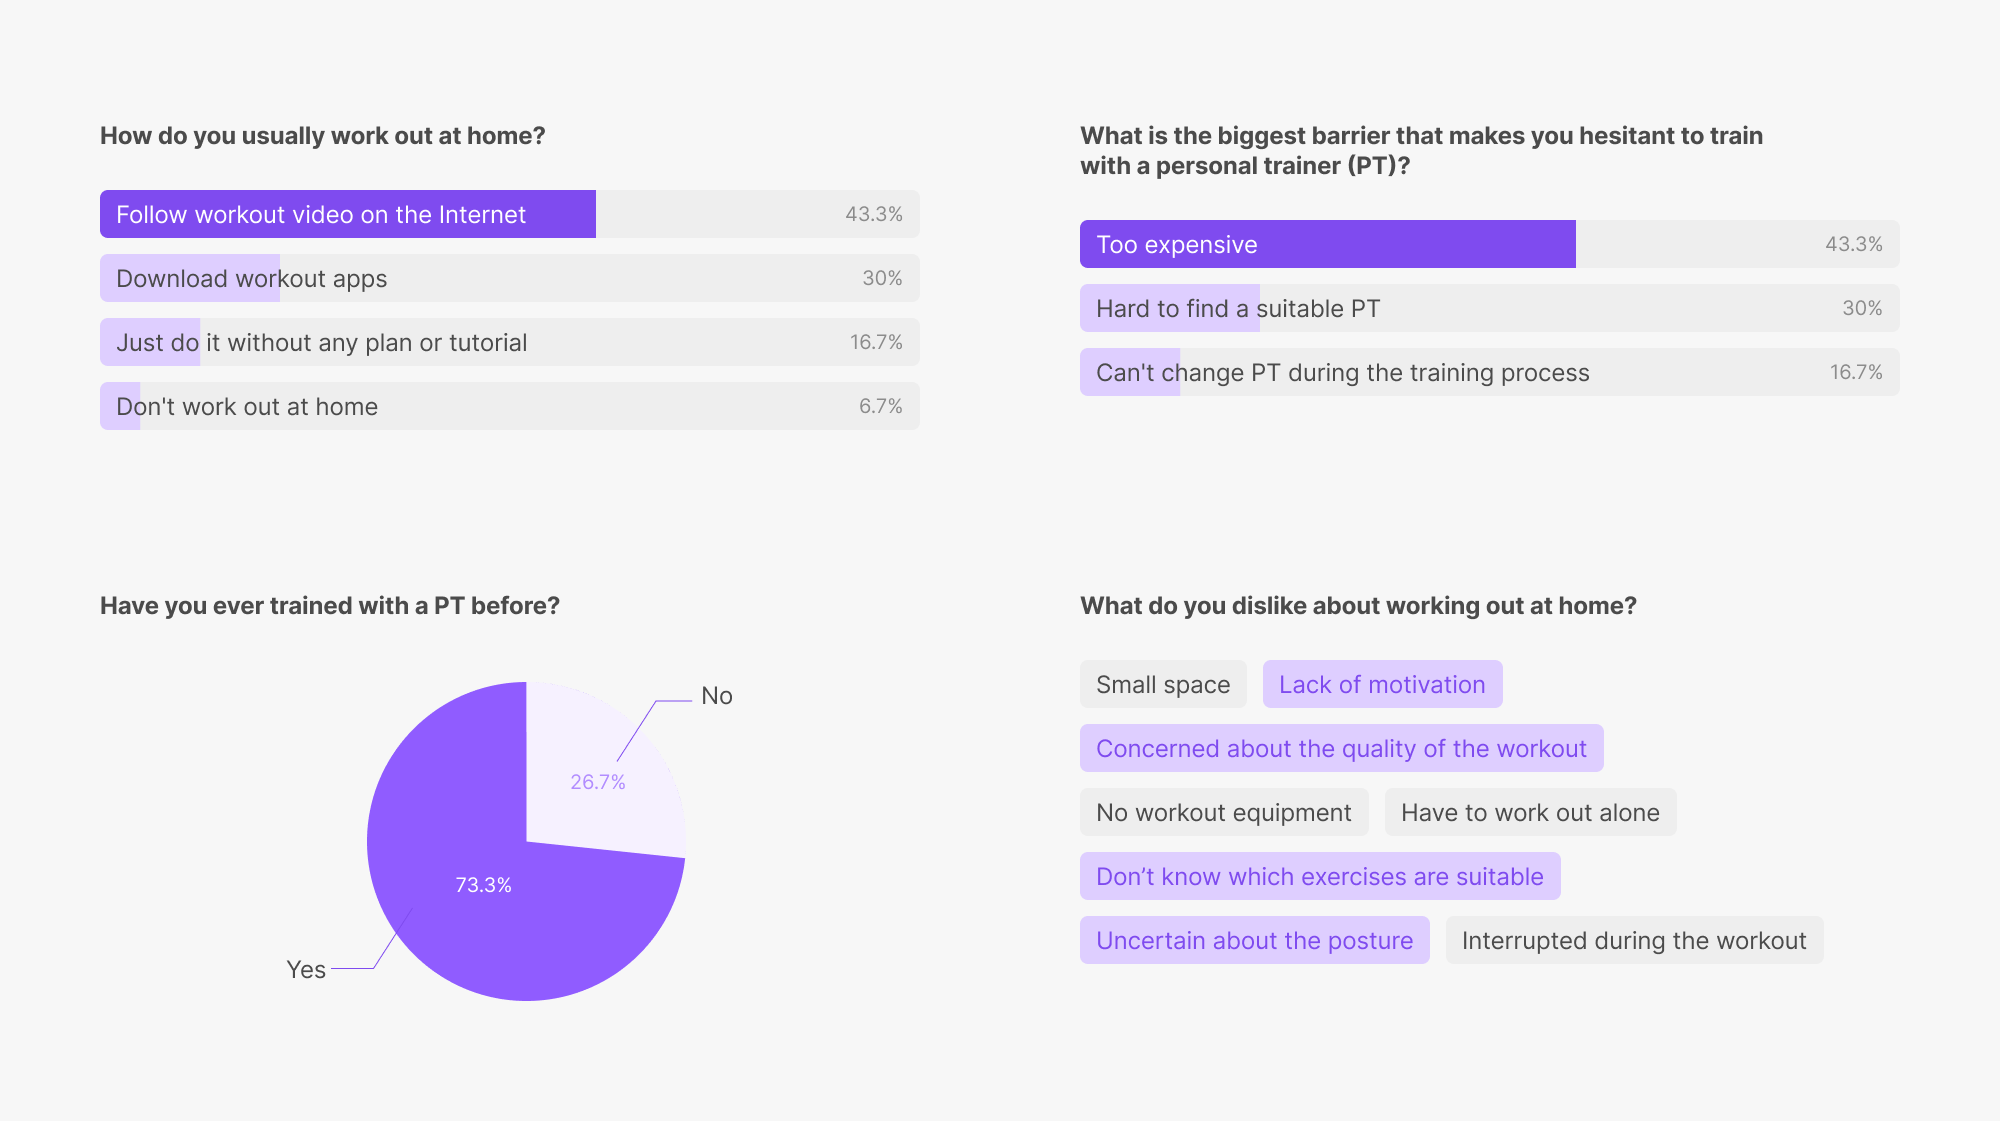 How do you usually work out at home?
Follow workout video on the Internet 43.3%
Download workout apps 30%
Just do it without any plan or tutorial 16.7%
Don't work out at home 6.7%
What is the biggest barrier that makes you hesitant to train
with a personal trainer (PT)?
Too expensive 43.3%
Hard to find a suitable PT 30%
Can't change PT during the training process 16.7%
Have you ever trained with a PT before?
No
26.7%
73.3%
Yes
What do you dislike about working out at home?
Small space Lack of motivation
Concerned about the quality of the workout
No workout equipment Have to work out alone
Don’t know which exercises are suitable
Uncertain about the posture Interrupted during the workout